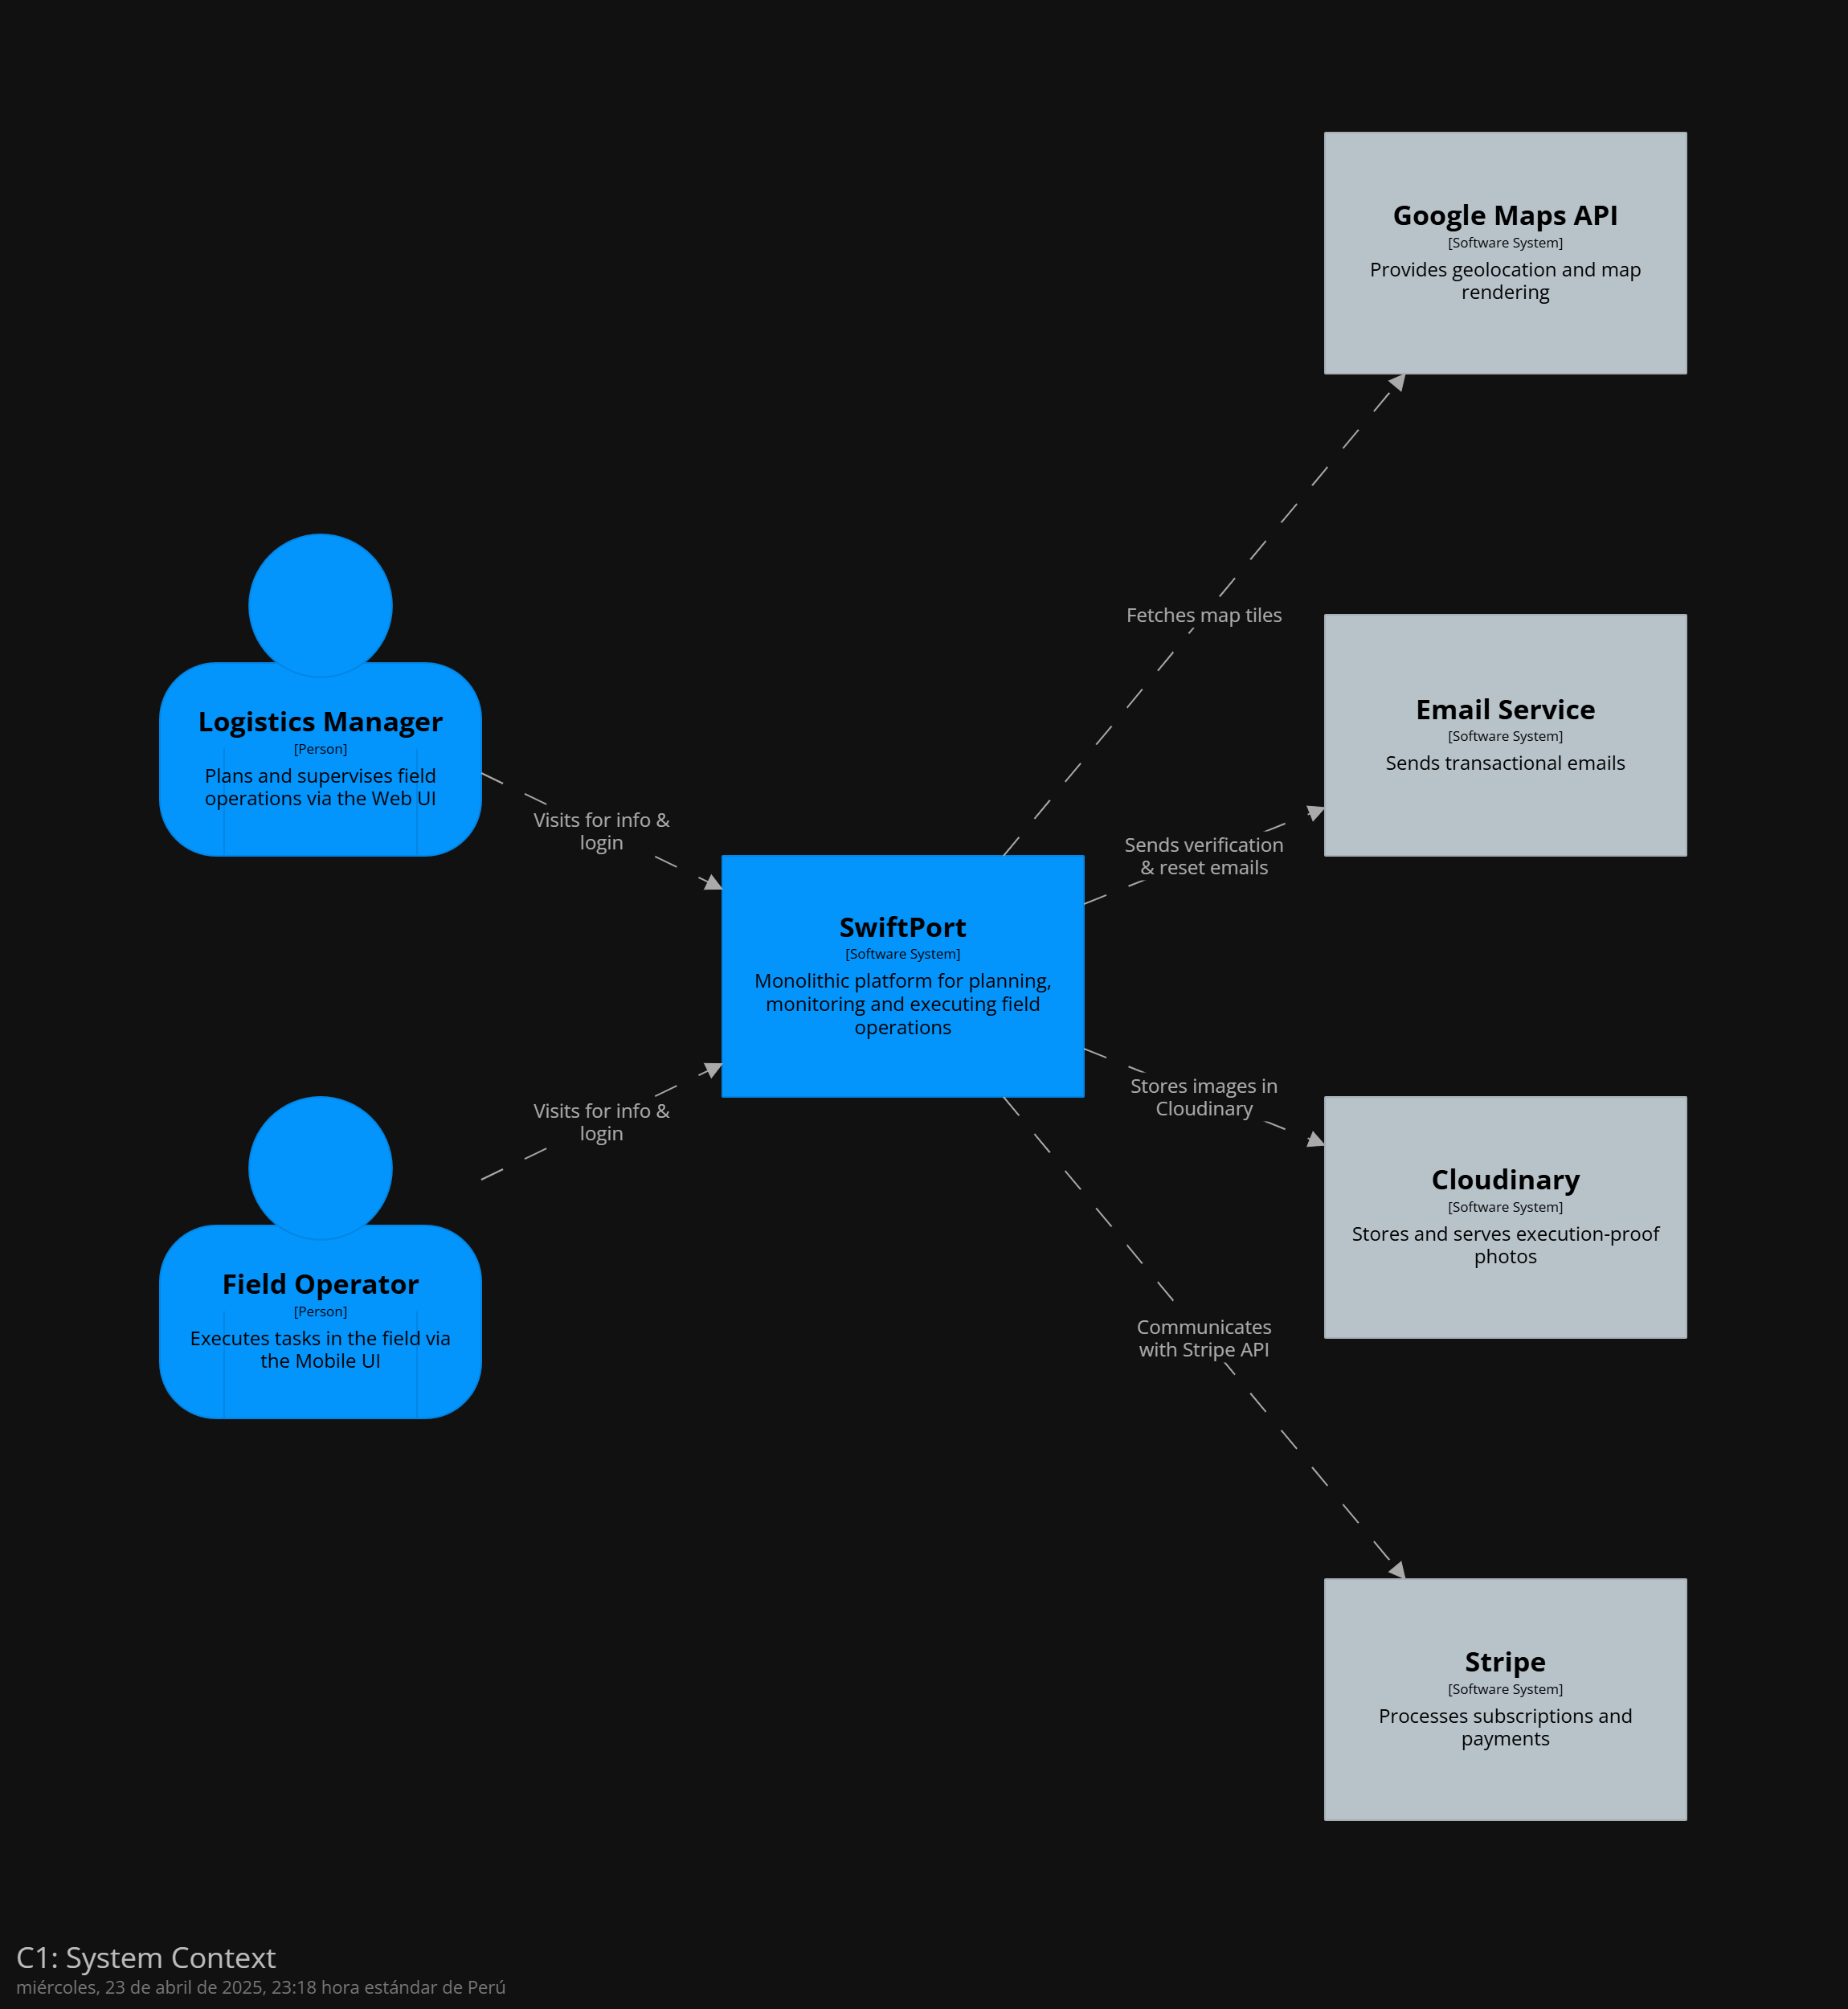 Google Maps API
[Software System]
Provides geolocation and map
rendering
Fetches map tiles
Email Service
[Software System]
Sends transactional emails
Logistics Manager
[Person]
Plans and supervises field
operations via the Web UI
Visits for info &
login
Sends verification
& reset emails
SwiftPort
[Software System]
Monolithic platform for planning,
monitoring and executing field
operations
Visits for info &
login
Stores images in
Cloudinary
Cloudinary
[Software System]
Stores and serves execution-proof
photos
Field Operator
[Person]
Executes tasks in the field via
the Mobile UI
Communicates
with Stripe API
Stripe
[Software System]
Processes subscriptions and
payments
C1: System Context
miércoles, 23 de abril de 2025, 23:18 hora estándar de Perú